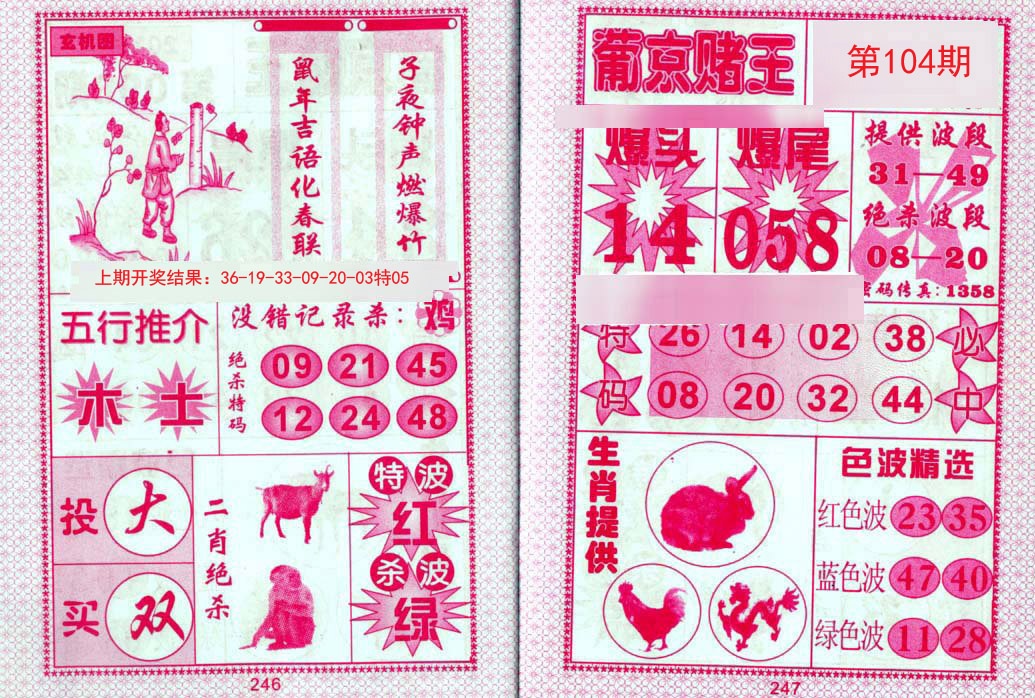 玄机图
鼠年吉语化春联
子夜钟声燃爆竹
上期开奖结果：36-19-33-09-20-03特05
五行推介
木 土
没错记录杀：鸡
绝杀特码
09 21 45
12 24 48
投 大
买 双
二肖绝杀
特波
红
杀波
绿
246
葡京赌王
第104期
爆头
14
爆尾
058
提供波段
31—49
绝杀波段
08—20
密码传真：1358
特码
26 14 02 38
08 20 32 44
必中
生肖提供
色波精选
红色波 23 35
蓝色波 47 40
绿色波 11 28
247